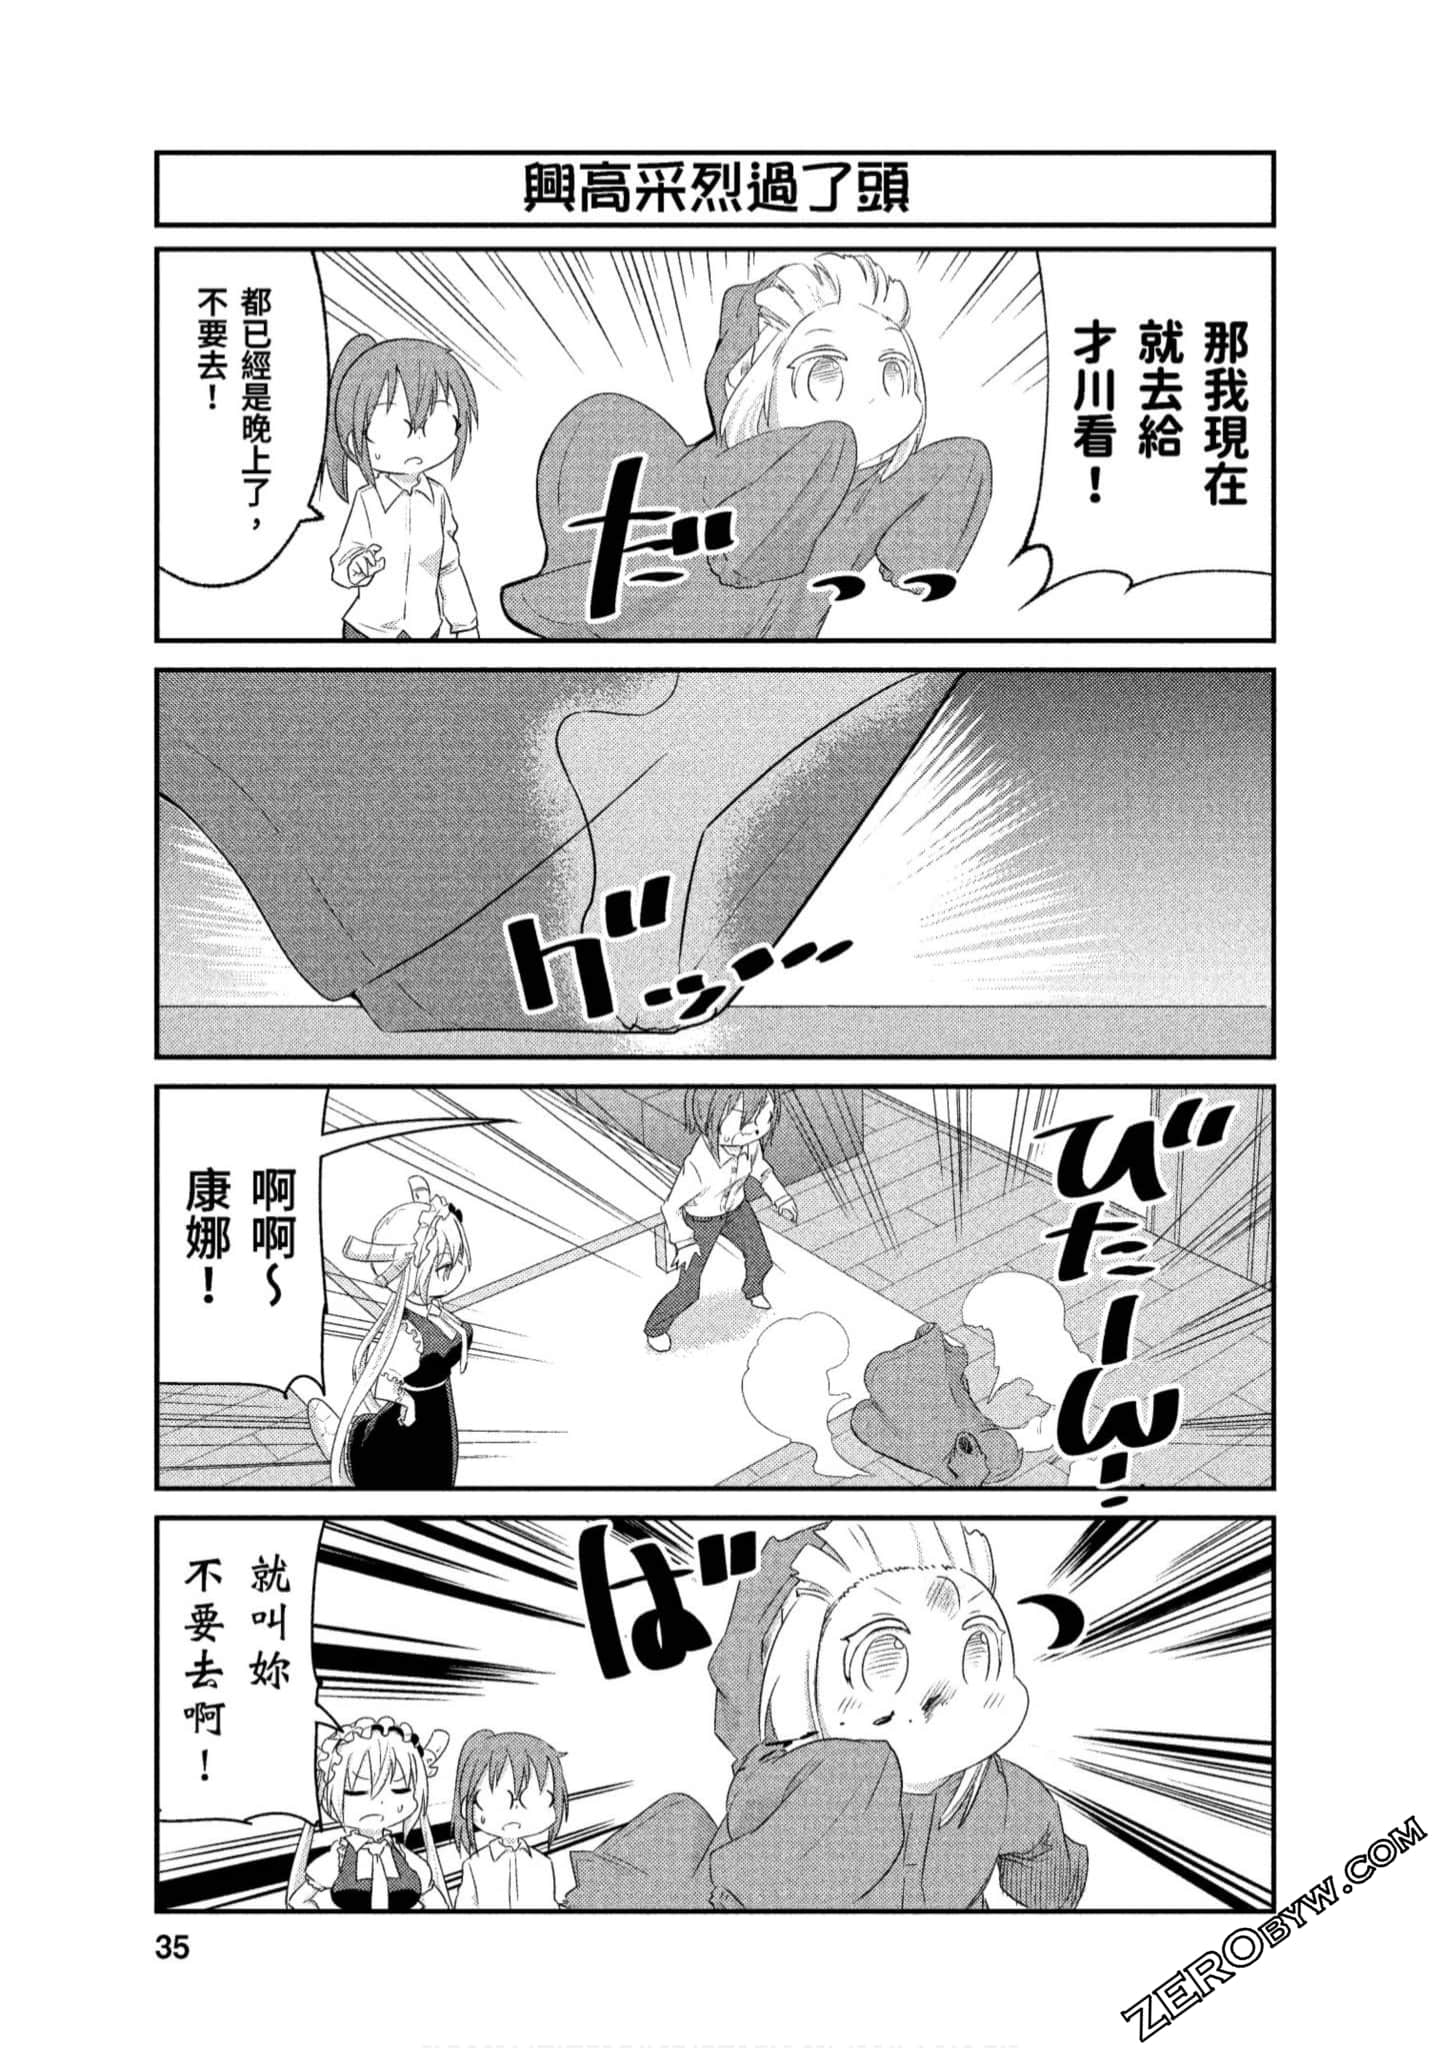 興高采烈過了頭
那我現在
就去給
才川看！
だっ
都已經是晚上了，
不要去！
グッ…
びたーん
啊啊～
康娜！
ば
就叫妳
不要去啊！
35
ZEROBYW.COM